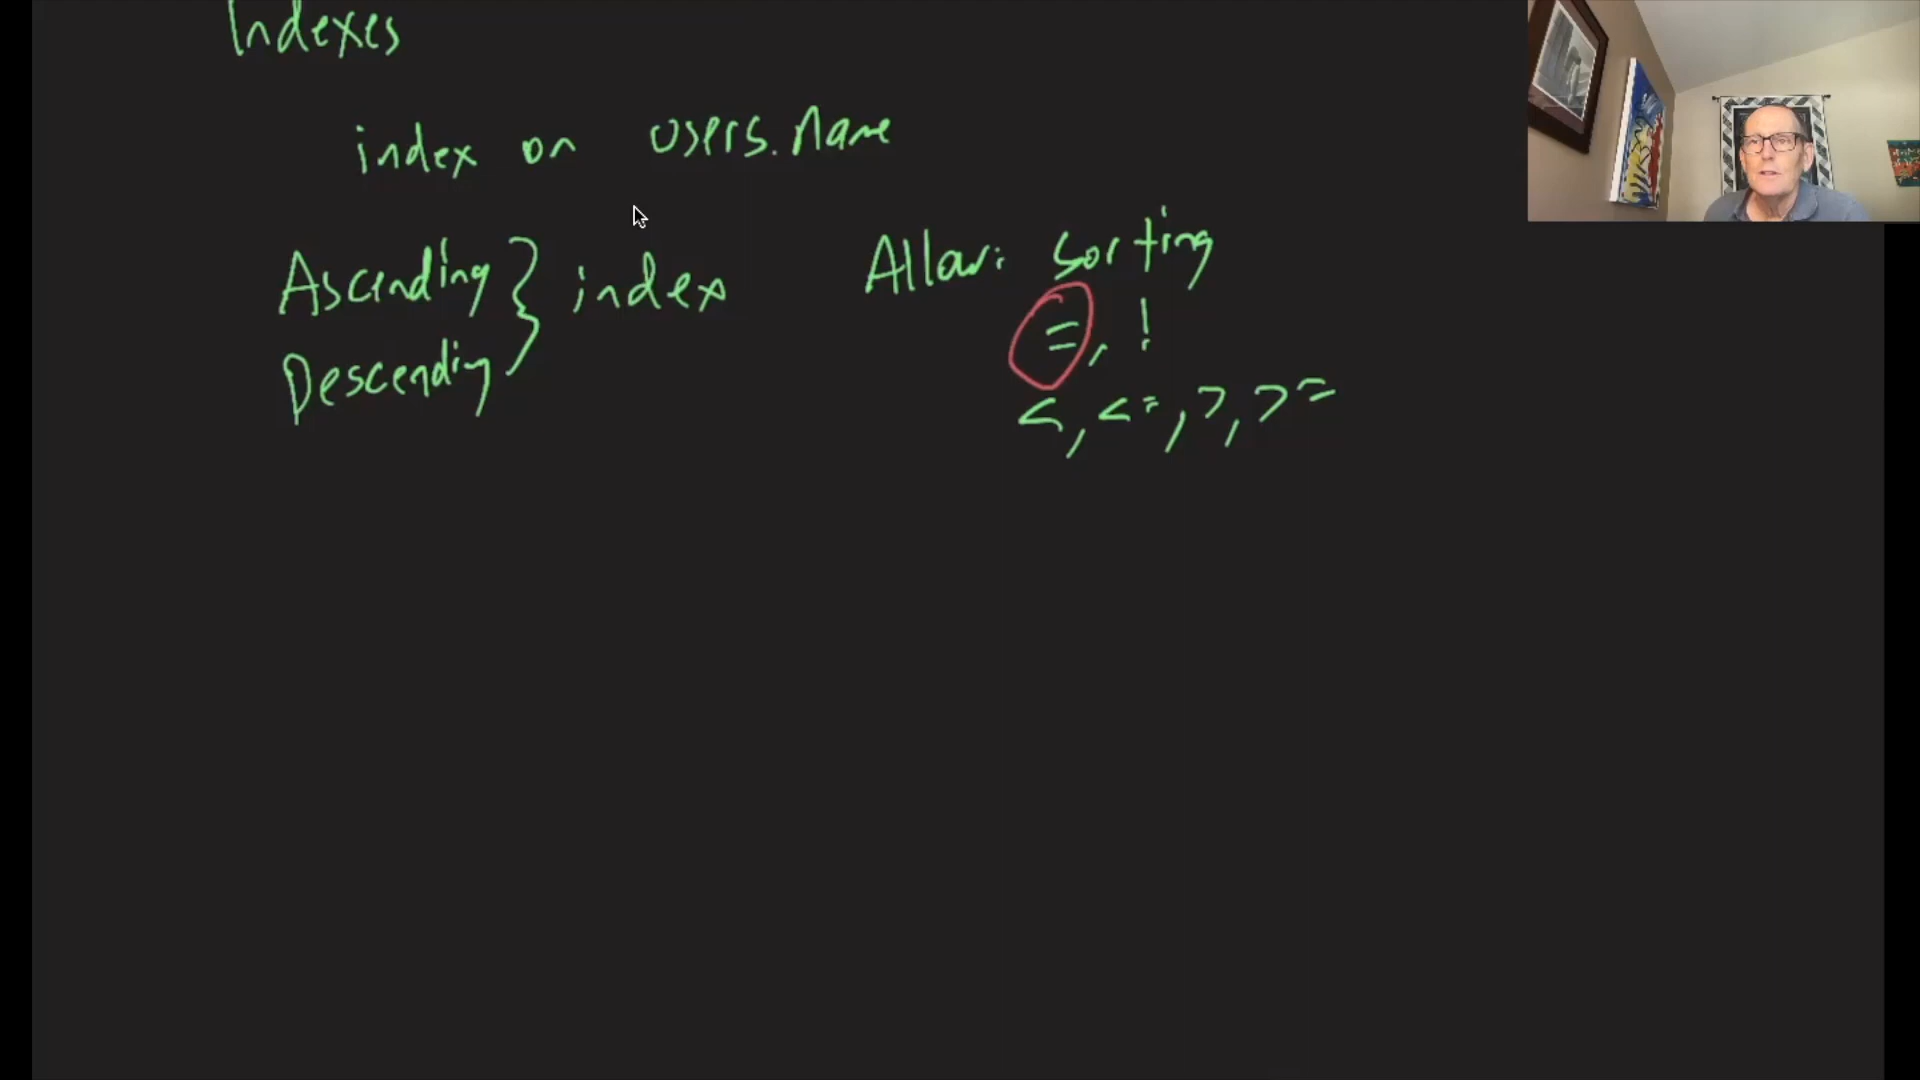 Indexes
index on users.name
Ascending } index
Descending
Allow: sorting
=, !
<, <=, >, >=